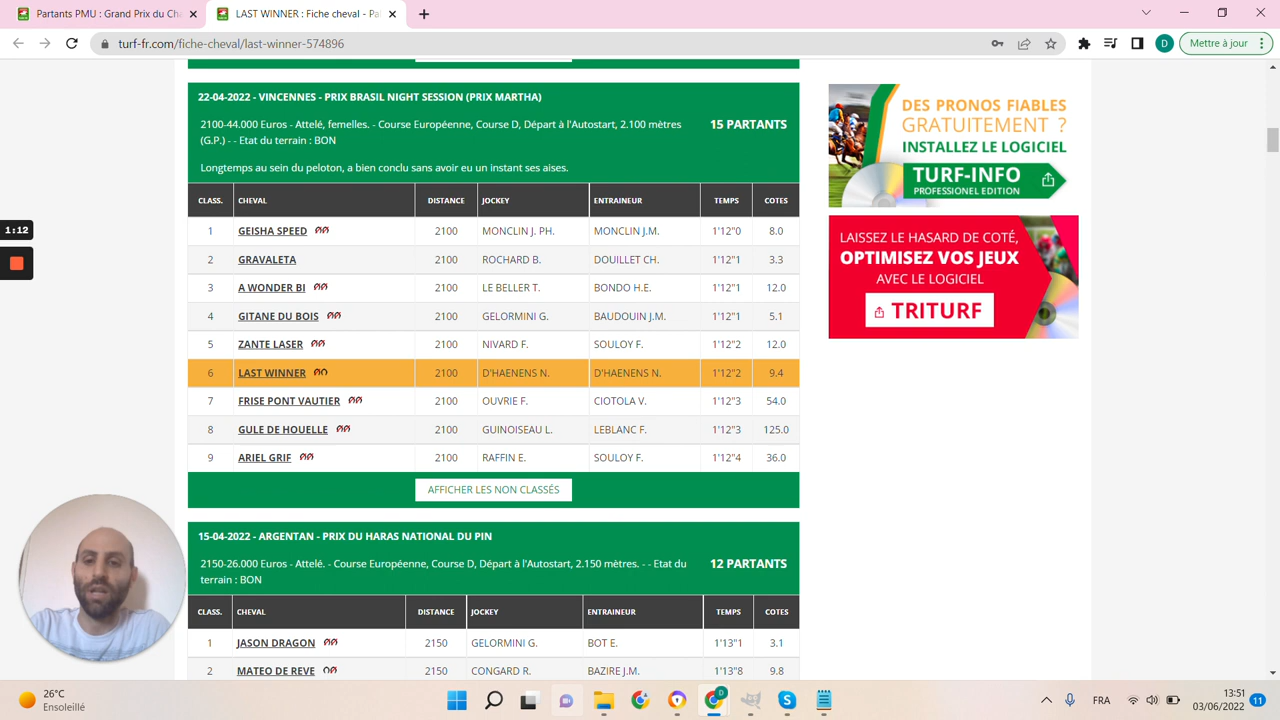 Partants PMU : Grand Prix du Ch
LAST WINNER : Fiche cheval - Pa
turf-fr.com/fiche-cheval/last-winner-574896
D
Mettre à jour
22-04-2022 - VINCENNES - PRIX BRASIL NIGHT SESSION (PRIX MARTHA)
2100-44.000 Euros - Attelé, femelles. - Course Européenne, Course D, Départ à l'Autostart, 2.100 mètres
(G.P.) - - Etat du terrain : BON
15 PARTANTS
Longtemps au sein du peloton, a bien conclu sans avoir eu un instant ses aises.
CLASS. CHEVAL DISTANCE JOCKEY ENTRAINEUR TEMPS COTES
1 GEISHA SPEED 2100 MONCLIN J. PH. MONCLIN J.M. 1'12"0 8.0
2 GRAVALETA 2100 ROCHARD B. DOUILLET CH. 1'12"1 3.3
A WONDER BI 2100 LE BELLER T. BONDO H.E. 1'12"1 12.0
4 GITANE DU BOIS 2100 GELORMINI G. BAUDOUIN J.M. 1'12"1 5.1
5 ZANTE LASER 2100 NIVARD F. SOULOY F. 1'12"2 12.0
6 LAST WINNER 2100 D'HAENENS N. D'HAENENS N. 1'12"2 9.4
7 FRISE PONT VAUTIER 2100 OUVRIE F. CIOTOLA V. 1'12"3 54.0
8 GULE DE HOUELLE 2100 GUINOISEAU L. LEBLANC F. 1'12"3 125.0
9 ARIEL GRIF 2100 RAFFIN E. SOULOY F. 1'12"4 36.0
AFFICHER LES NON CLASSÉS
15-04-2022 - ARGENTAN - PRIX DU HARAS NATIONAL DU PIN
2150-26.000 Euros - Attelé. - Course Européenne, Course D, Départ à l'Autostart, 2.150 mètres. - - Etat du
terrain : BON
12 PARTANTS
CLASS. CHEVAL DISTANCE JOCKEY ENTRAINEUR TEMPS COTES
1 JASON DRAGON 2150 GELORMINI G. BOT E. 1'13"1 3.1
2 MATEO DE REVE 2150 CONGARD R. BAZIRE J.M. 1'13"8 9.8
DES PRONOS FIABLES
GRATUITEMENT ?
INSTALLEZ LE LOGICIEL
TURF-INFO
PROFESSIONEL EDITION
LAISSEZ LE HASARD DE COTÉ,
OPTIMISEZ VOS JEUX
AVEC LE LOGICIEL
TRITURF
1:12
26°C
Ensoleillé
D
FRA
13:51
03/06/2022
11